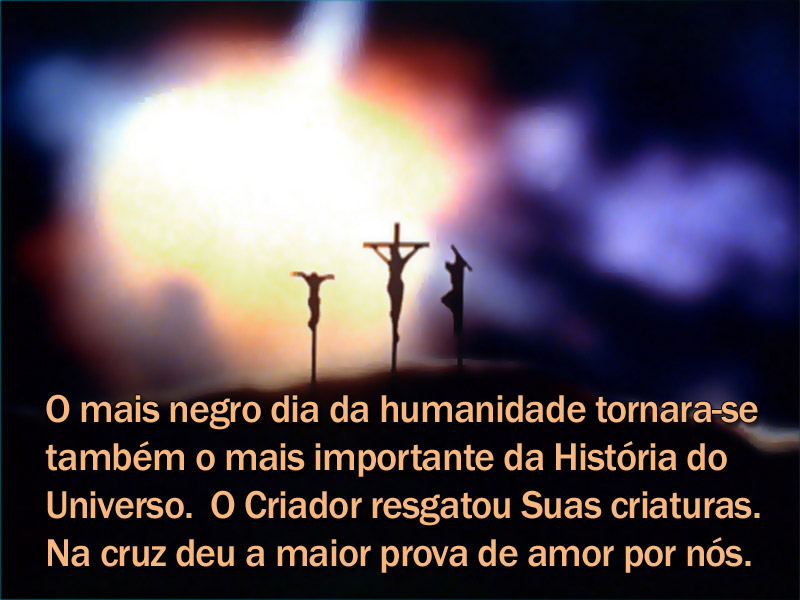 O mais negro dia da humanidade tornara-se
também o mais importante da História do
Universo.  O Criador resgatou Suas criaturas.
Na cruz deu a maior prova de amor por nós.